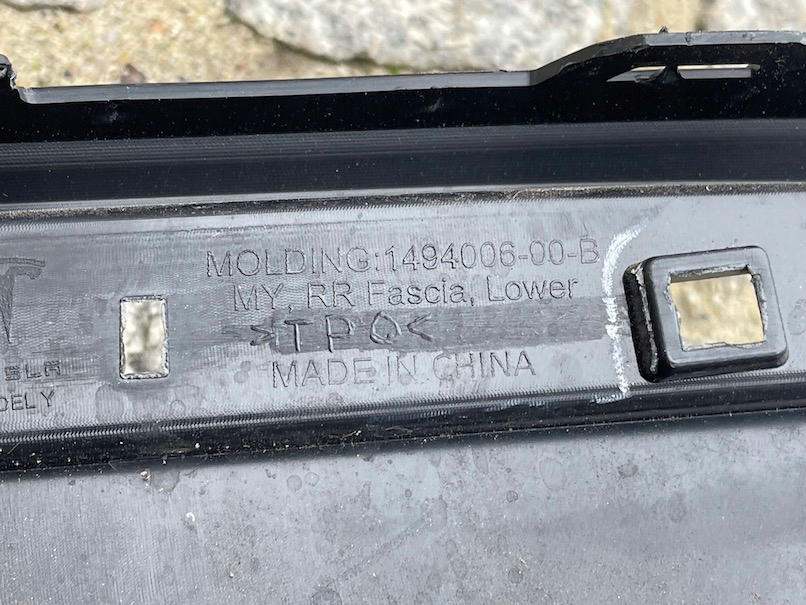 MOLDING:1494006-00-B
MY, RR Fascia, Lower
>TPO<
MADE IN CHINA